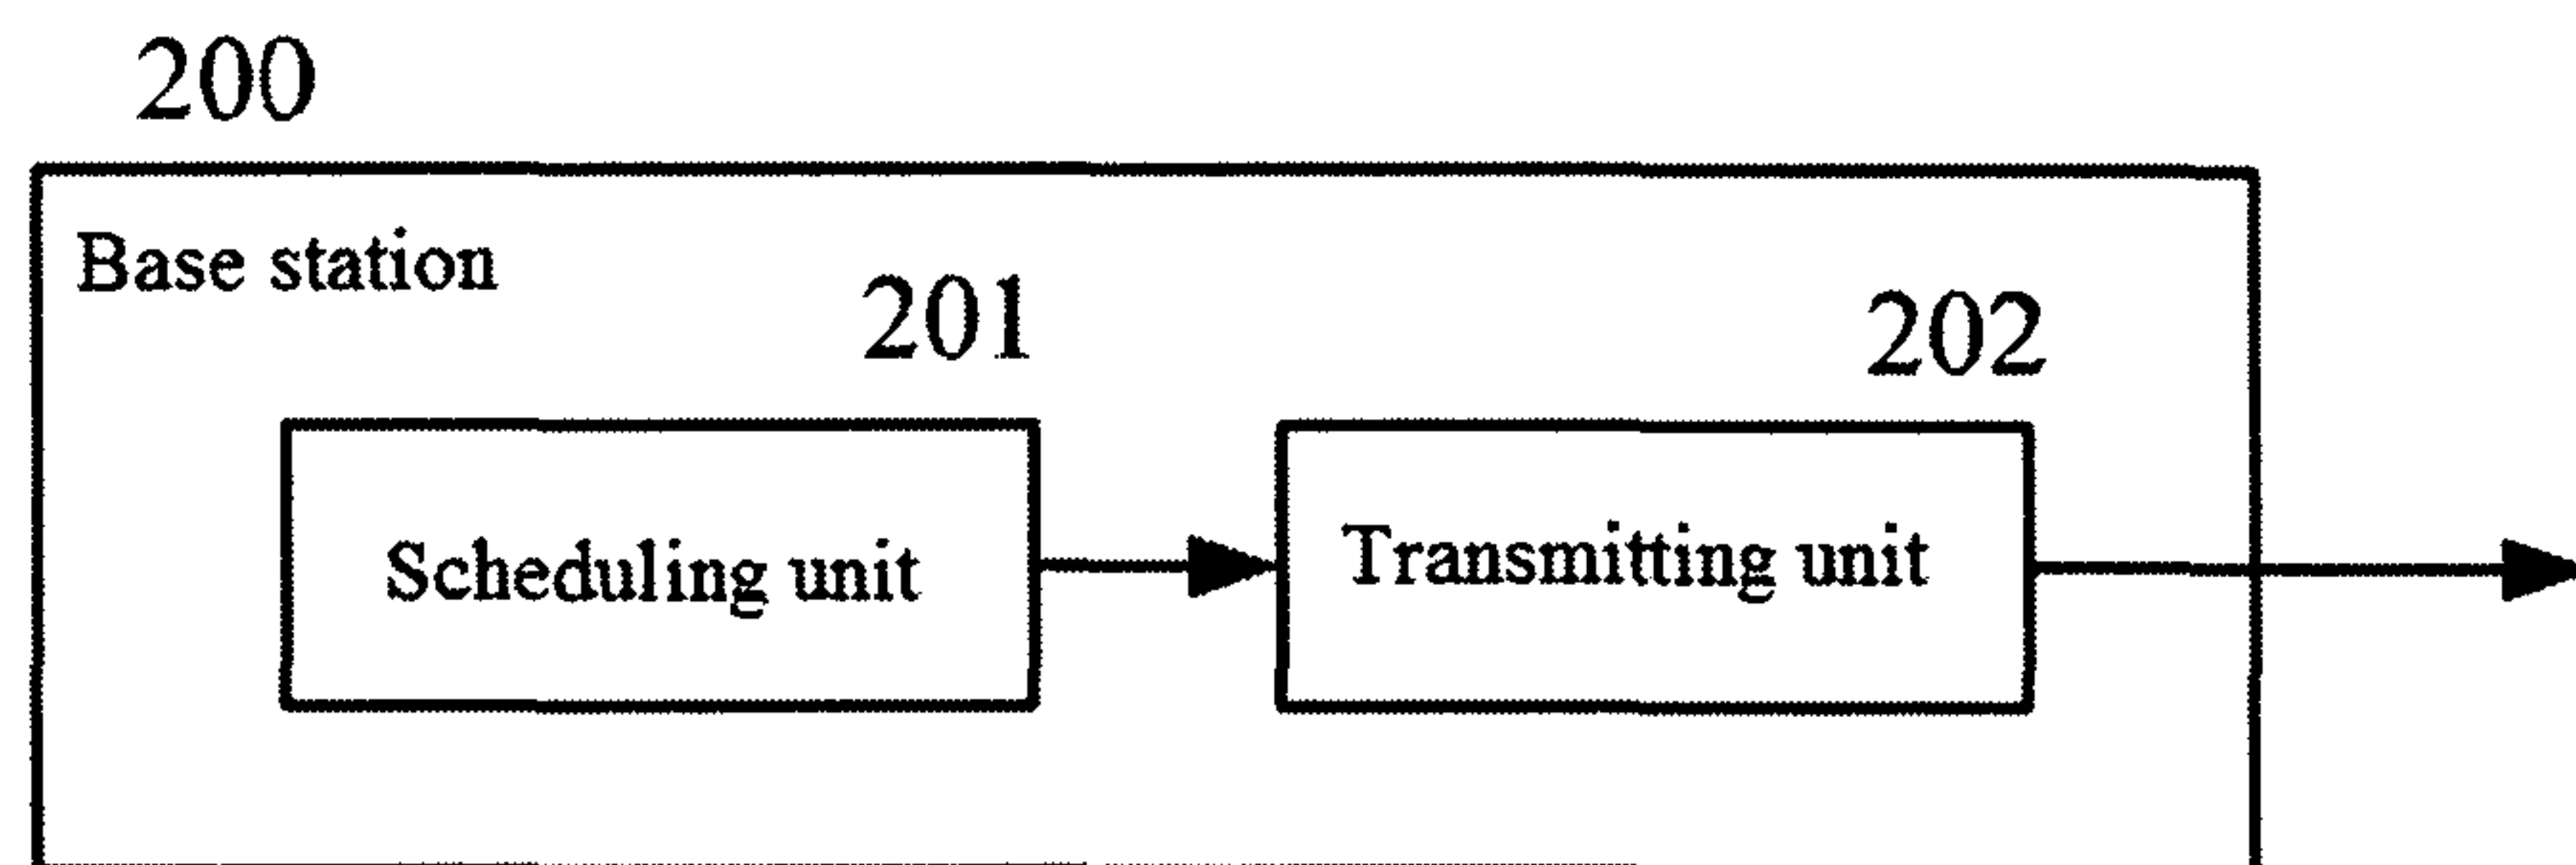 200
Base station
201
202
Scheduling unit
Transmitting unit